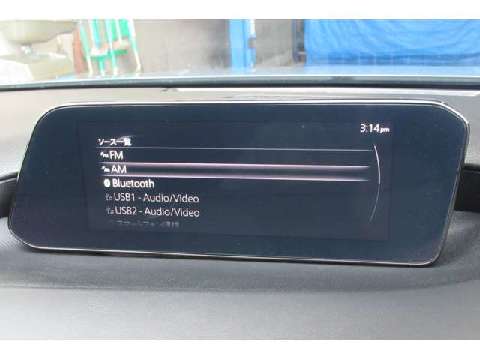 3:14pm
ソース一覧
FM
AM
Bluetooth
USB1 - Audio/Video
USB2 - Audio/Video